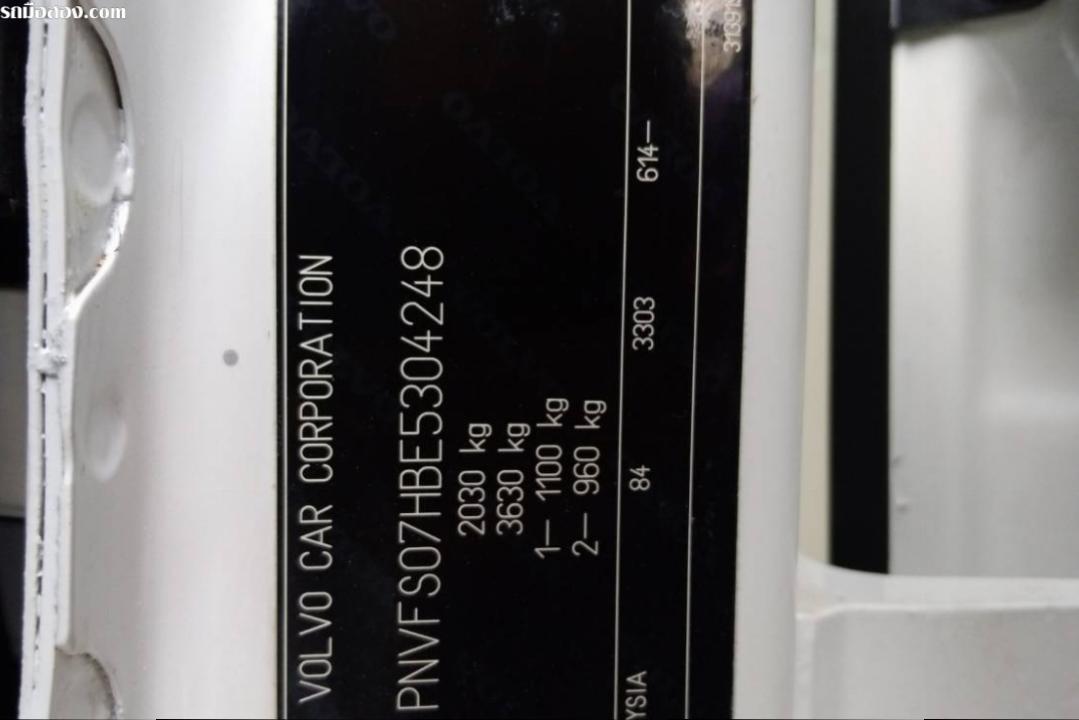 รถมือสอง.com
VOLVO CAR CORPORATION
PNVFS07HBE5304248
2030 kg
3630 kg
1— 1100 kg
2— 960 kg
YSIA 84 3303 614—